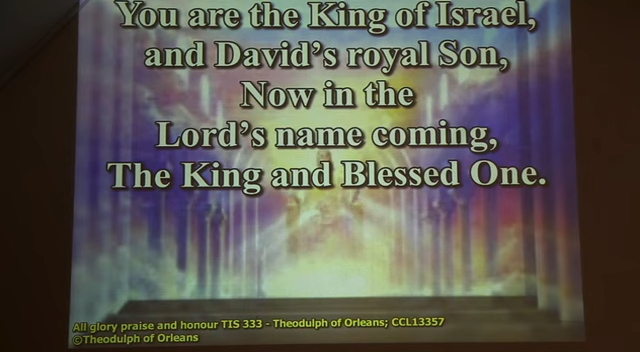 You are the King of Israel,
and David's royal Son,
Now in the
Lord's name coming,
The King and Blessed One.
All glory praise and honour TIS 333 - Theodulph of Orleans; CCL13357
©Theodulph of Orleans